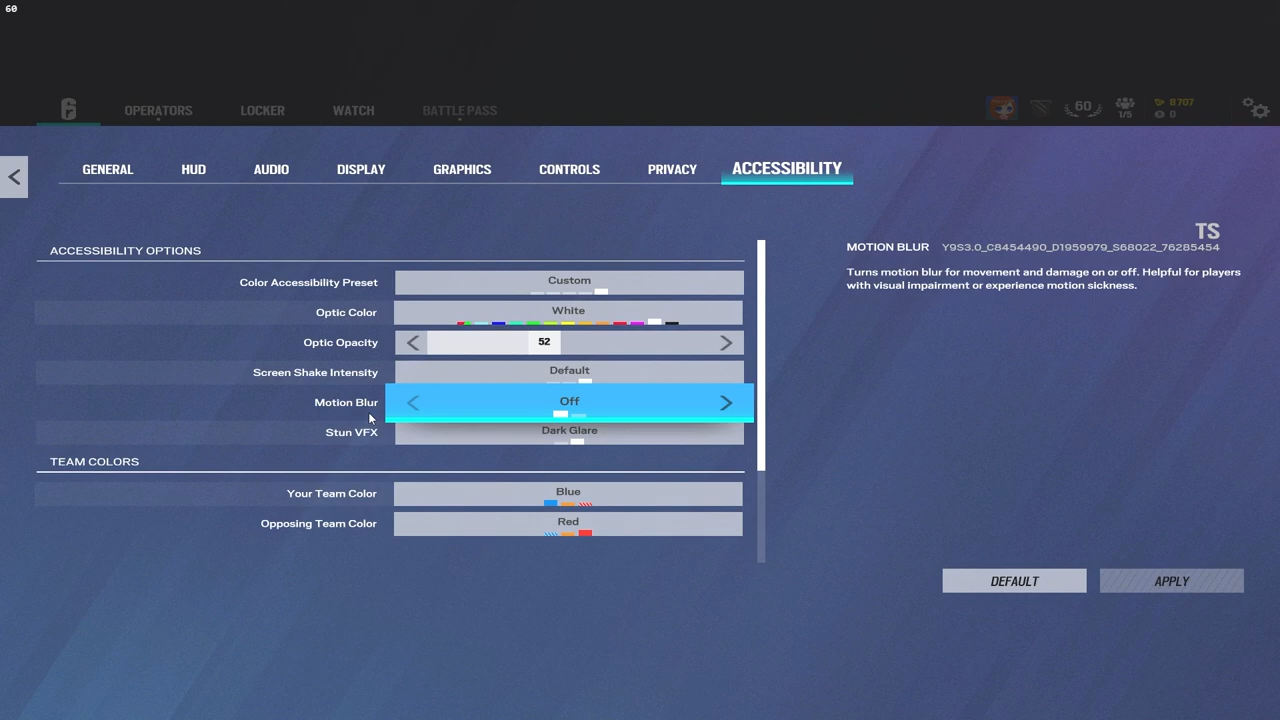 60
OPERATORS LOCKER WATCH BATTLE PASS 60 1/5 8707 0
GENERAL HUD AUDIO DISPLAY GRAPHICS CONTROLS PRIVACY ACCESSIBILITY
TS
MOTION BLUR Y9S3.0_C8454490_D1959979_S68022_76285454
Turns motion blur for movement and damage on or off. Helpful for players
with visual impairment or experience motion sickness.
ACCESSIBILITY OPTIONS
Color Accessibility Preset Custom
Optic Color White
Optic Opacity 52
Screen Shake Intensity Default
Motion Blur Off
Stun VFX Dark Glare
TEAM COLORS
Your Team Color Blue
Opposing Team Color Red
DEFAULT APPLY